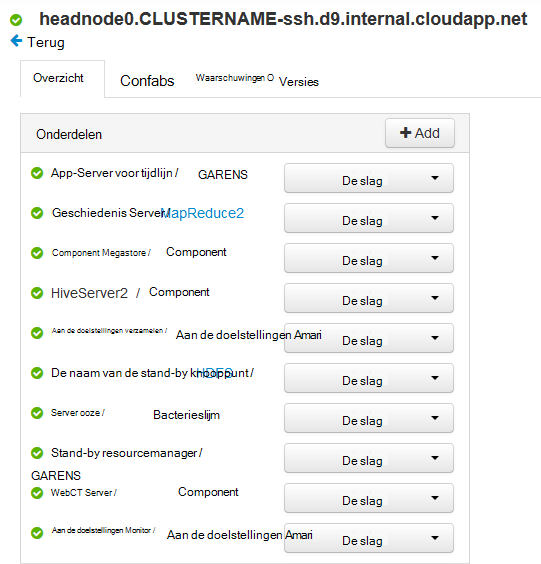 headnode0.CLUSTERNAME-ssh.d9.internal.cloudapp.net
Terug
Overzicht Confabs Waarschuwingen O Versies
Onderdelen Add
App-Server voor tijdlijn / GARENS De slag
Geschiedenis Server/ MapReduce2 De slag
Component Megastore / Component De slag
HiveServer2 / Component De slag
Aan de doelstellingen verzamelen / Aan de doelstellingen Amari De slag
De naam van de stand-by knooppunt / HDFS De slag
Server ooze / Bacterieslijm De slag
Stand-by resourcemanager / De slag
GARENS
WebCT Server / Component De slag
Aan de doelstellingen Monitor / Aan de doelstellingen Amari De slag